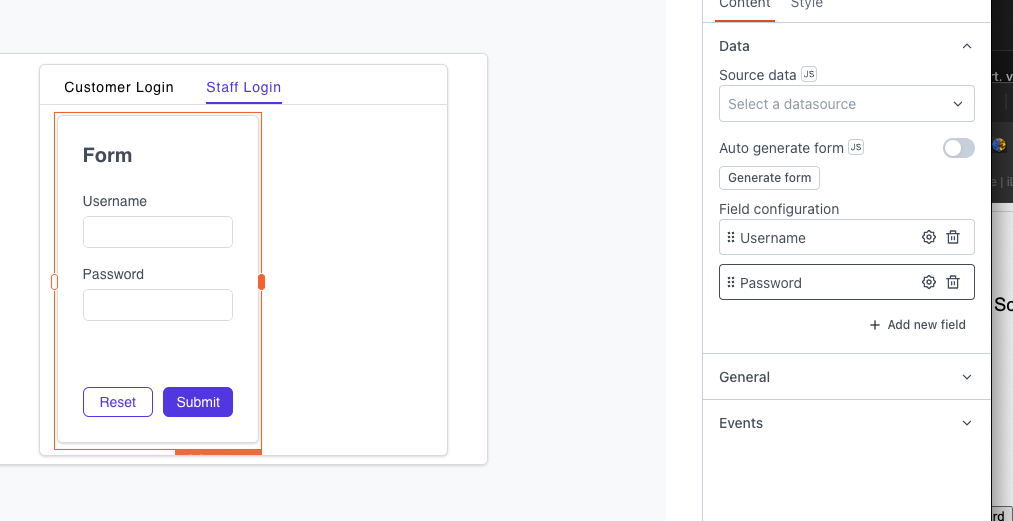 Content Style
Customer Login Staff Login
Form
Username
Password
Reset Submit
Data
Source data JS
Select a datasource
Auto generate form JS
Generate form
Field configuration
Username
Password
+ Add new field
General
Events
rt. v
e | i
So
rd